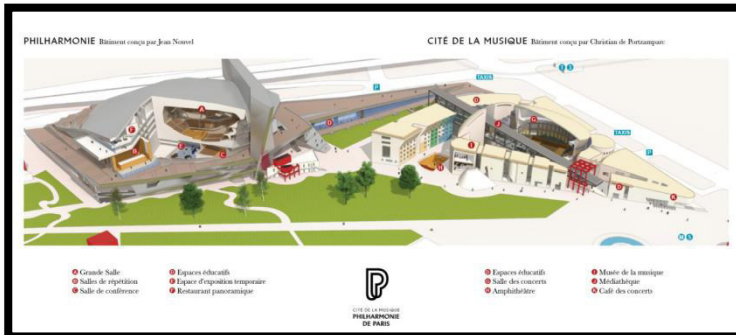 PHILHARMONIE Bâtiment conçu par Jean Nouvel
CITÉ DE LA MUSIQUE Bâtiment conçu par Christian de Portzamparc
TAXIS
T 3
P
D
A
G
J
F
D
TAXIS
E
I
P
B
C
H
D
K
M 5
A Grande Salle
B Salles de répétition
C Salle de conférence
D Espaces éducatifs
E Espace d'exposition temporaire
F Restaurant panoramique
CITÉ DE LA MUSIQUE
PHILHARMONIE
DE PARIS
D Espaces éducatifs
G Salle des concerts
H Amphithéâtre
I Musée de la musique
J Médiathèque
K Café des concerts